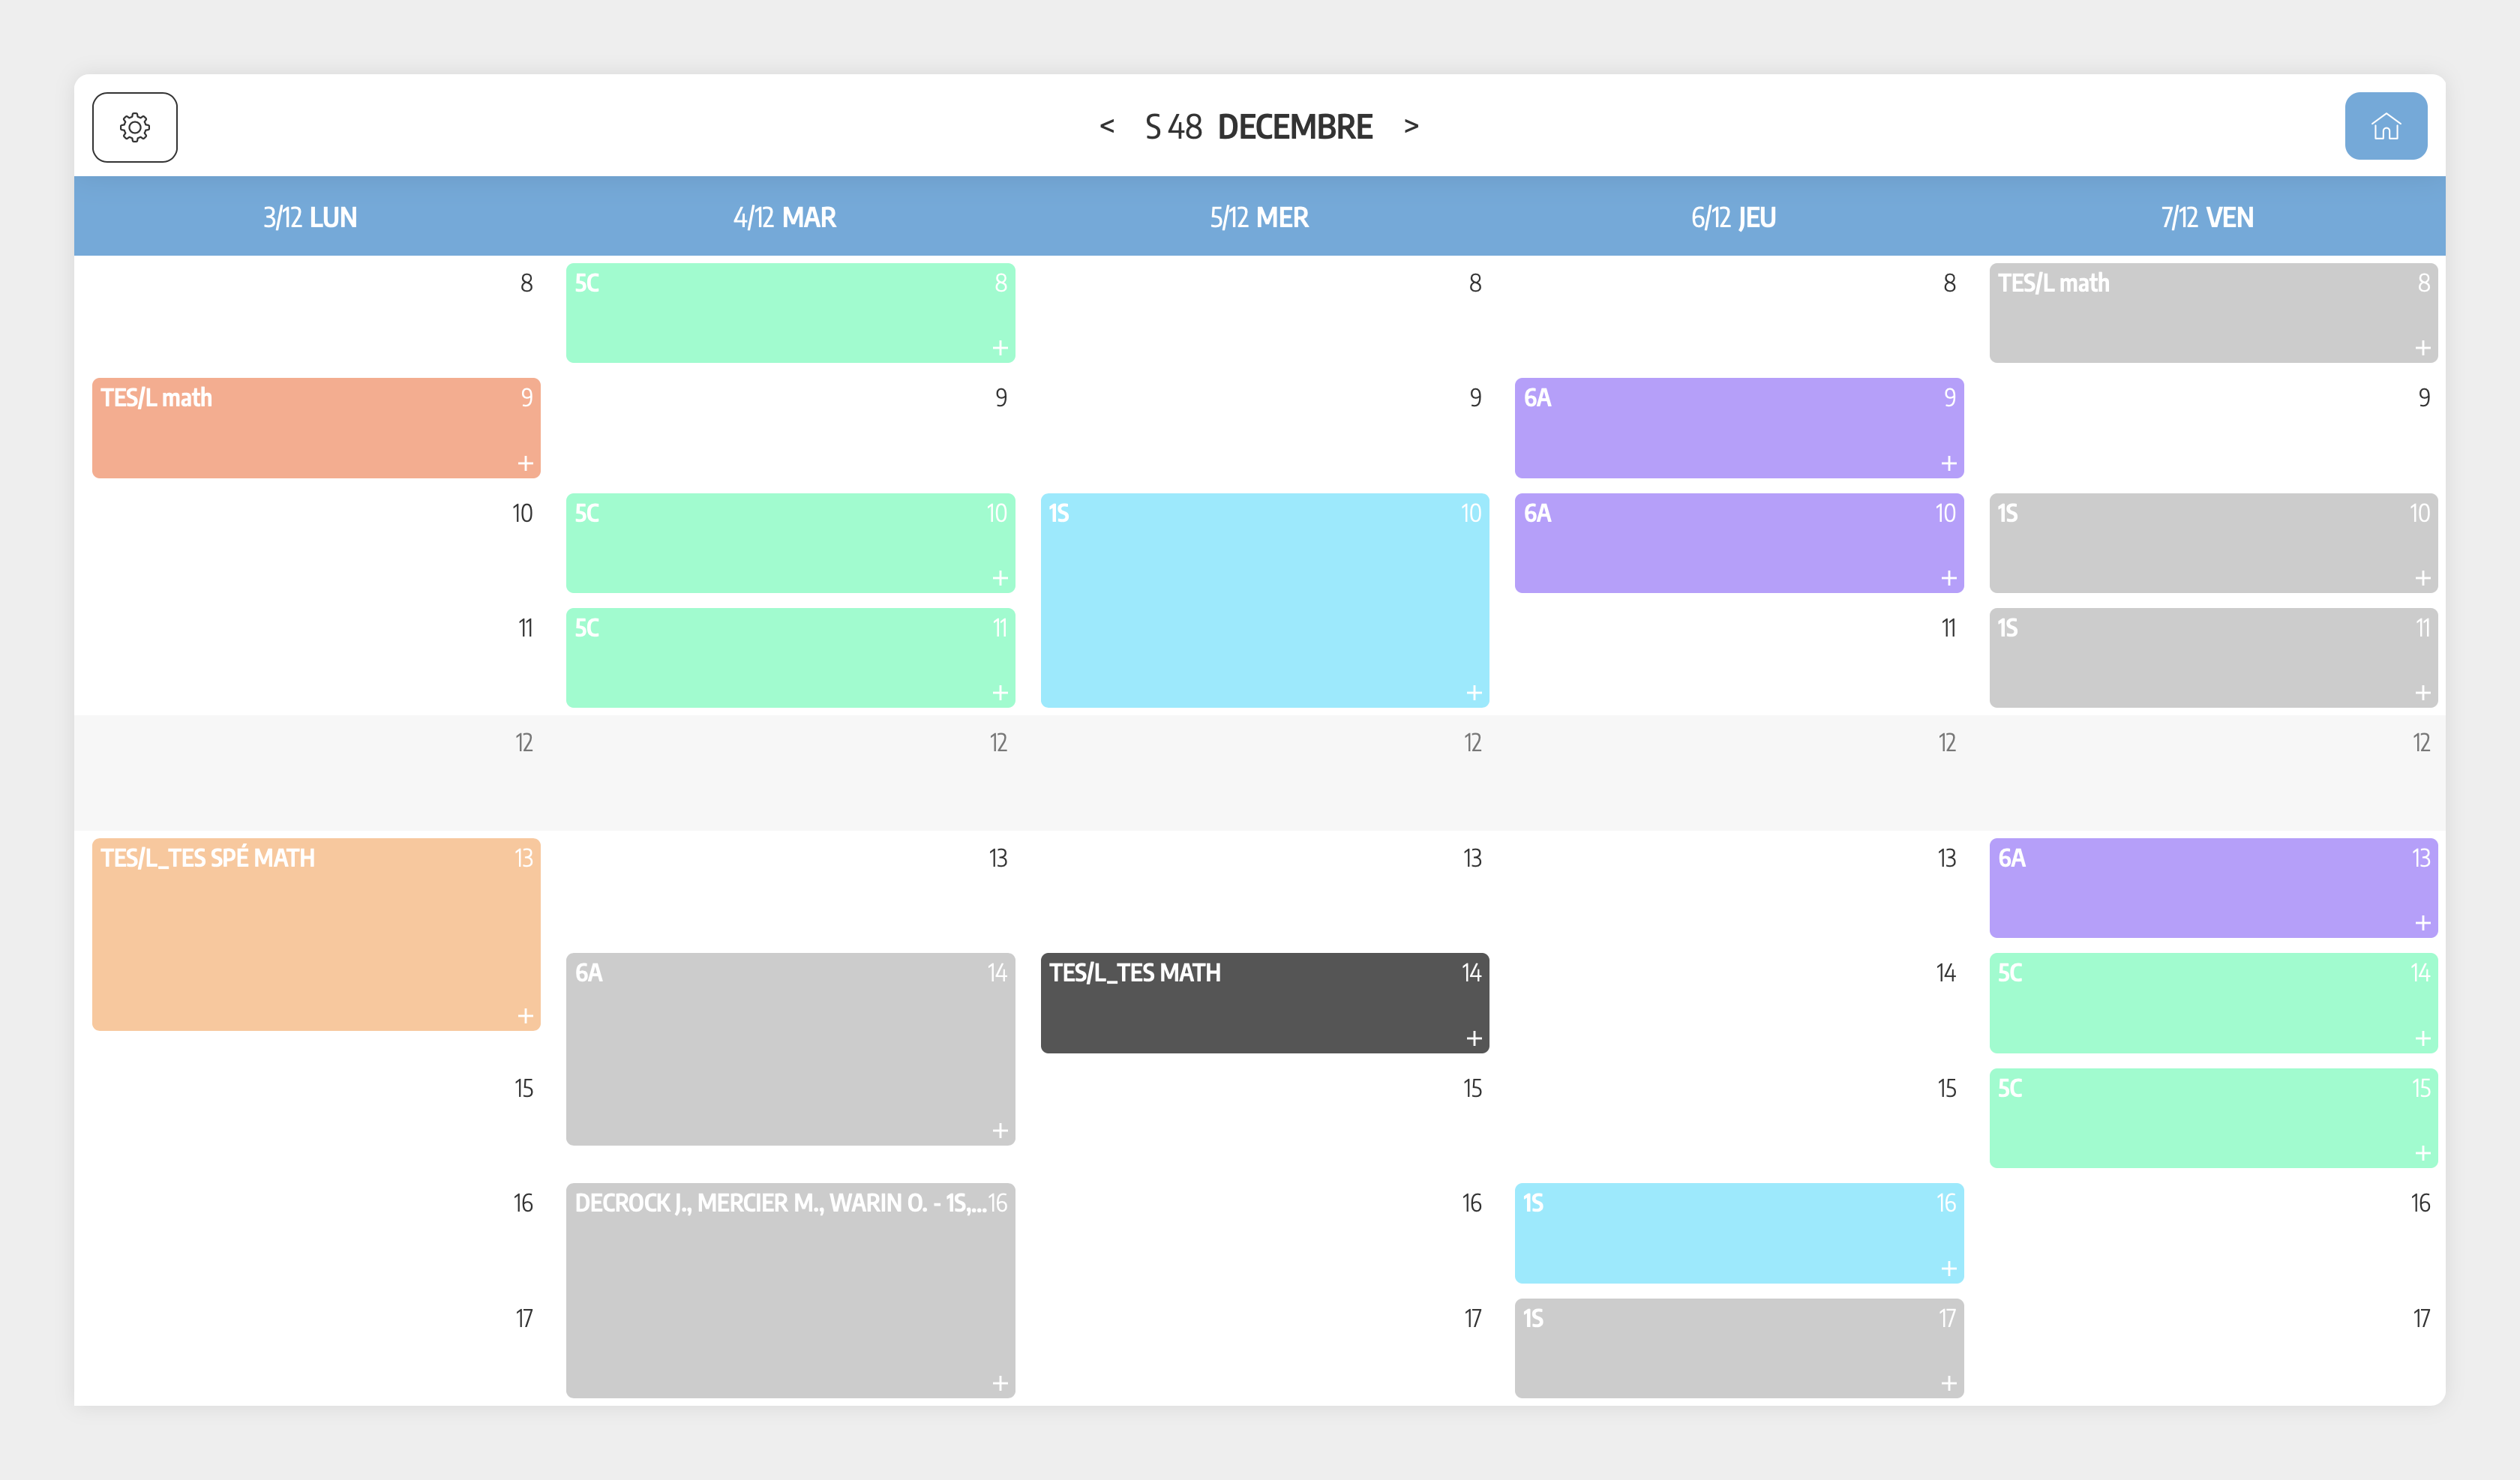 < S 48 DECEMBRE >
3/12 LUN 4/12 MAR 5/12 MER 6/12 JEU 7/12 VEN
8 5C 8 8 8 TES/L math 8
+ +
TES/L math 9 9 9 6A 9 9
+ +
10 5C 10 1S 10 6A 10 1S 10
+ + +
11 5C 11 11 1S 11
+ + +
12 12 12 12 12
TES/L_TES SPÉ MATH 13 13 13 13 6A 13
+
6A 14 TES/L_TES MATH 14 14 5C 14
+ + +
15 15 15 5C 15
+ +
16 DECROCK J., MERCIER M., WARIN O. - 1S,...16 16 1S 16 16
+
17 17 1S 17 17
+ +